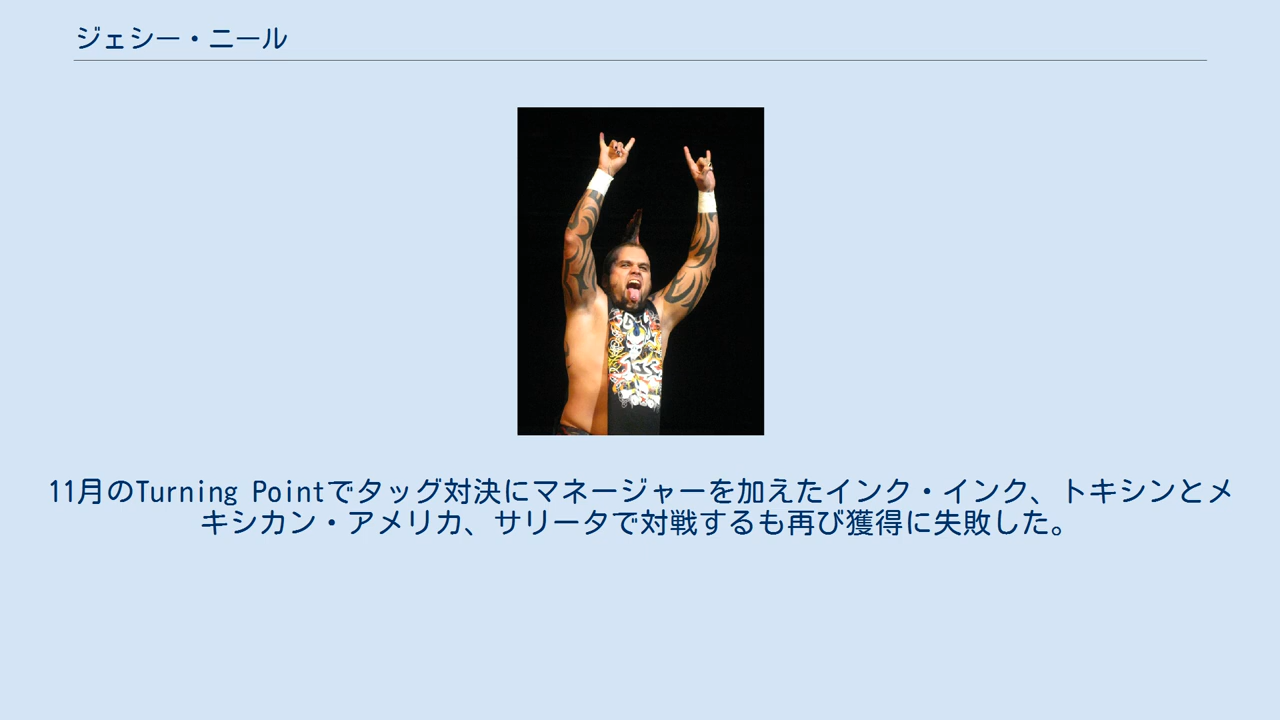 ジェシー・ニール
11月のTurning Pointでタッグ対決にマネージャーを加えたインク・インク、トキシンとメ
キシカン・アメリカ、サリータで対戦するも再び獲得に失敗した。